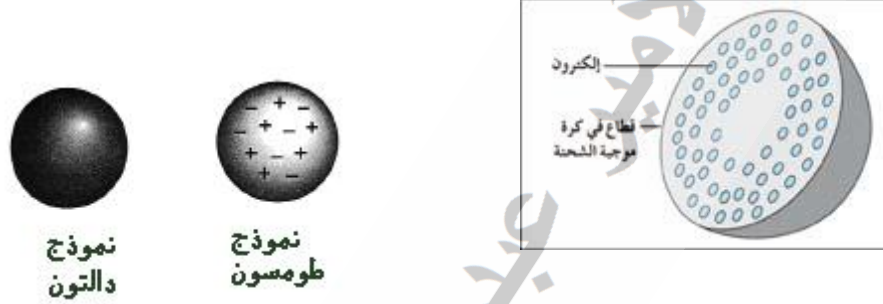 إلكترون
قطاع في كرة
موجبة الشحنة
نموذج
طومسون
نموذج
دالتون